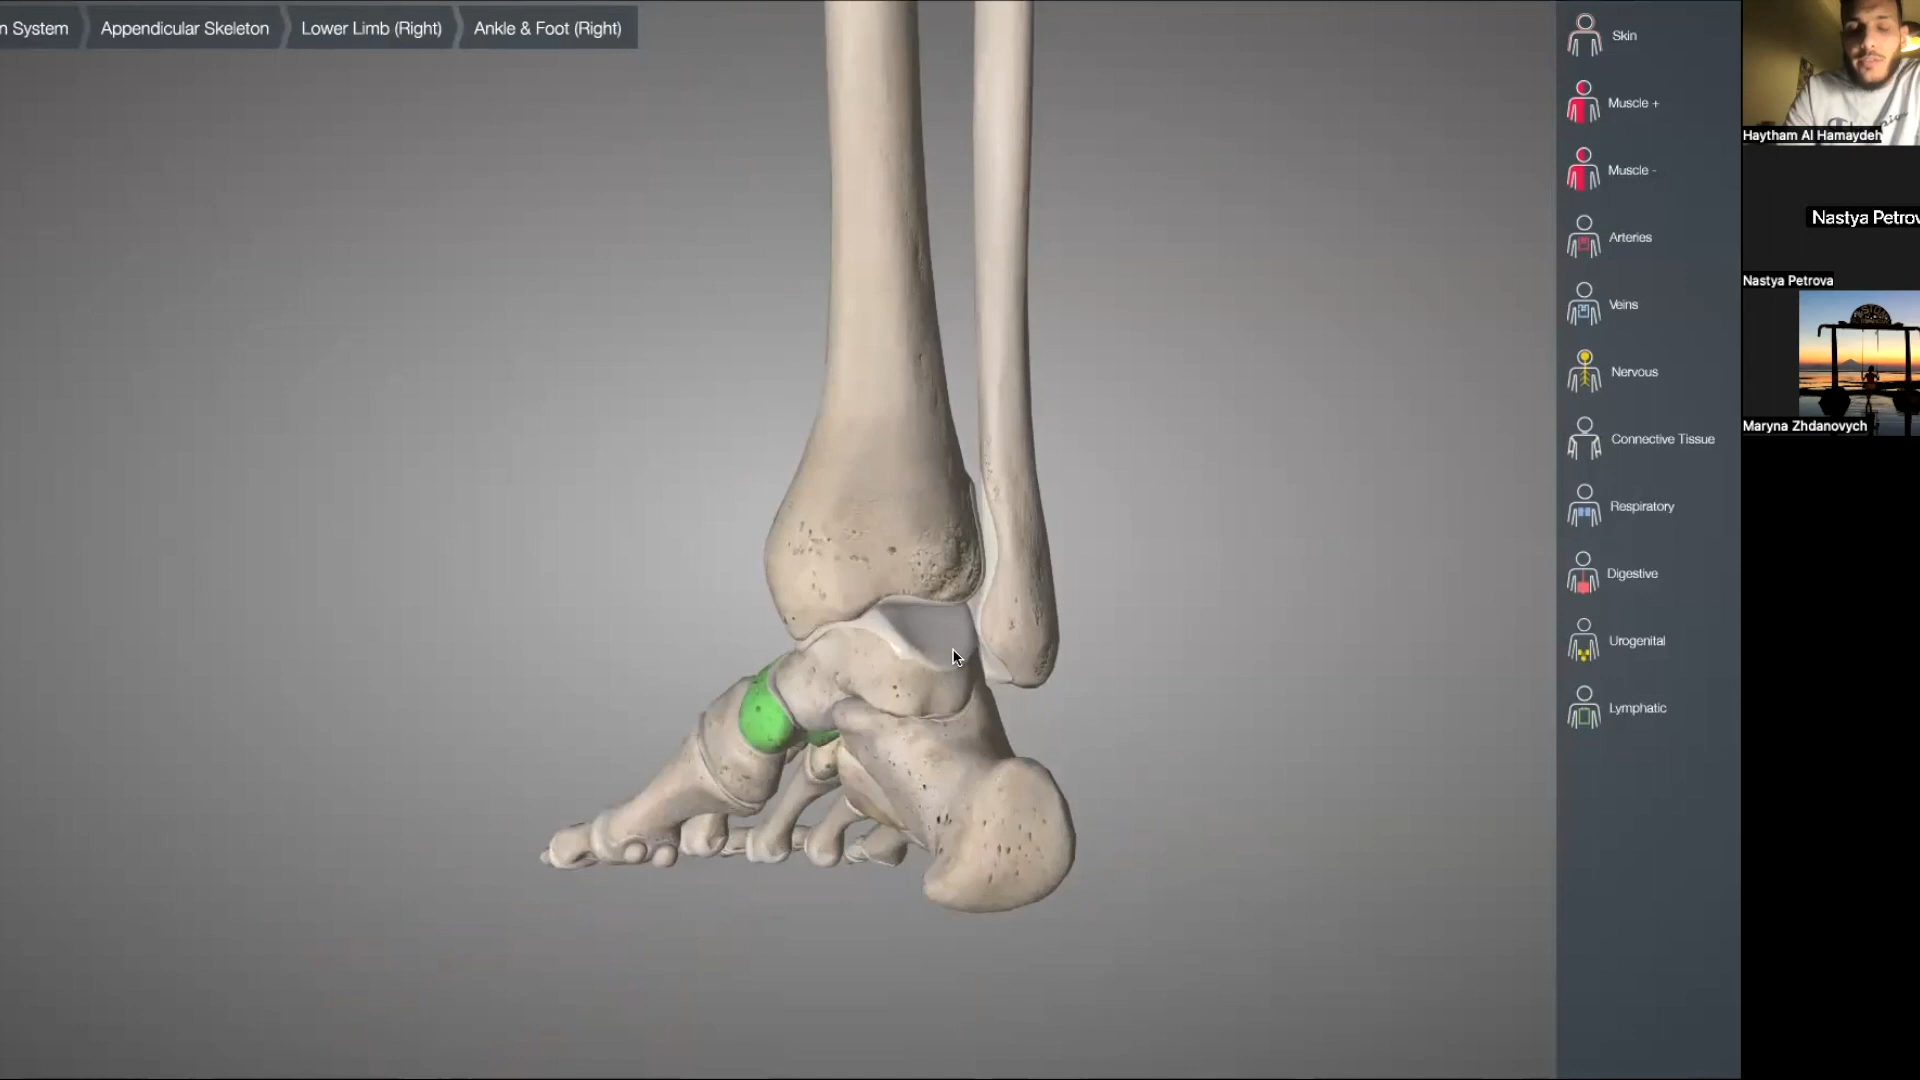 n System
Appendicular Skeleton
Lower Limb (Right)
Ankle & Foot (Right)
Skin
Muscle +
Muscle -
Arteries
Veins
Nervous
Connective Tissue
Respiratory
Digestive
Urogenital
Lymphatic
Haytham Al Hamaydeh
Nastya Petrov
Nastya Petrova
Maryna Zhdanovych